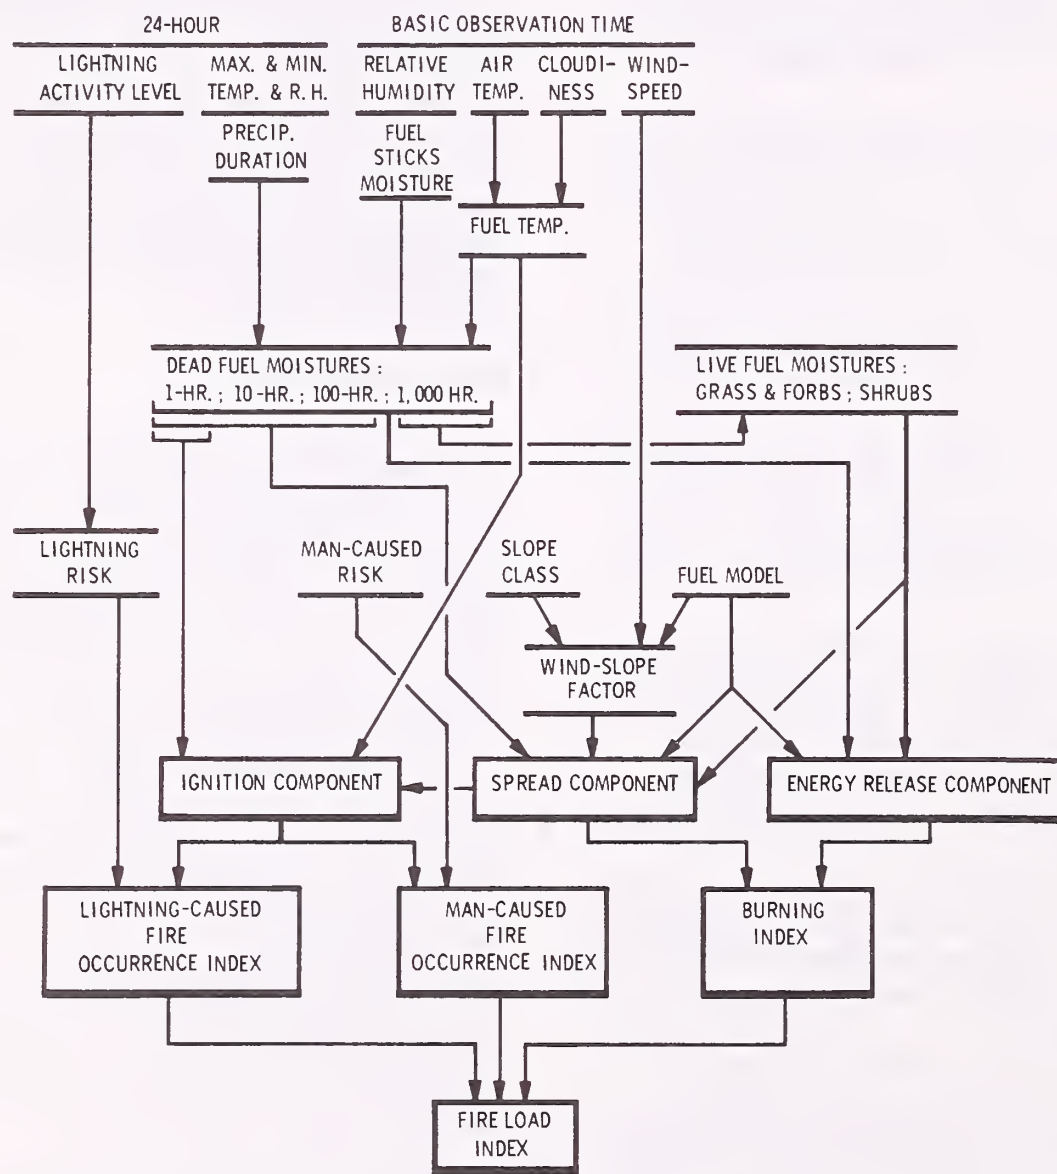 24-HOUR
BASIC OBSERVATION TIME
LIGHTNING
ACTIVITY LEVEL
MAX. & MIN.
TEMP. & R. H.
RELATIVE
HUMIDITY
AIR
TEMP.
CLOUDI-
NESS
WIND-
SPEED
PRECIP.
DURATION
FUEL
STICKS
MOISTURE
FUEL TEMP.
DEAD FUEL MOISTURES :
1-HR. ; 10-HR. ; 100-HR. ; 1,000 HR.
LIVE FUEL MOISTURES :
GRASS & FORBS ; SHRUBS
LIGHTNING
RISK
MAN-CAUSED
RISK
SLOPE
CLASS
FUEL MODEL
WIND-SLOPE
FACTOR
IGNITION COMPONENT
SPREAD COMPONENT
ENERGY RELEASE COMPONENT
LIGHTNING-CAUSED
FIRE
OCCURRENCE INDEX
MAN-CAUSED
FIRE
OCCURRENCE INDEX
BURNING
INDEX
FIRE LOAD
INDEX